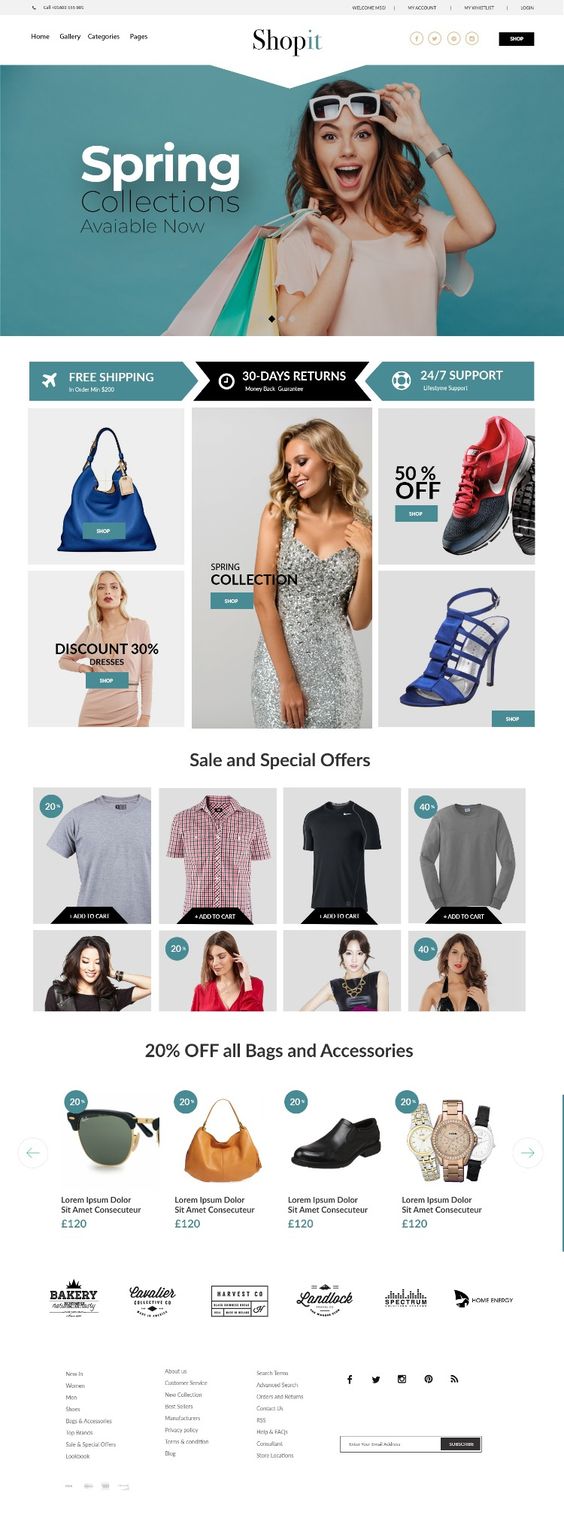 Call +01603 555 901
WELCOME MSG! | MY ACCOUNT | MY WHISTLIST | LOGIN
Home Gallery Categories Pages
Shopit
SHOP
Spring
Collections
Avaiable Now
FREE SHIPPING
In Order Min $200
30-DAYS RETURNS
Money Back Guarantee
24/7 SUPPORT
Lifestyme Support
SHOP
SPRING
COLLECTION
SHOP
50 %
OFF
SHOP
DISCOUNT 30%
DRESSES
SHOP
SHOP
Sale and Special Offers
20 %
40 %
+ ADD TO CART
+ ADD TO CART
+ ADD TO CART
+ ADD TO CART
20 %
40 %
20% OFF all Bags and Accessories
20 %
20 %
20 %
20 %
Lorem Ipsum Dolor
Sit Amet Consecuteur
£120
Lorem Ipsum Dolor
Sit Amet Consecuteur
£120
Lorem Ipsum Dolor
Sit Amet Consecuteur
£120
Lorem Ipsum Dolor
Sit Amet Consecuteur
£120
BAKERY
Cavalier
COLLECTIVE CO
HARVEST CO
Landlock
SPECTRUM
HOME ENERGY
New In
Women
Men
Shoes
Bags & Accessories
Top Brands
Sale & Special Offers
Lookbook
About us
Customer Service
New Collection
Best Sellers
Manufacturers
Privacy policy
Terms & condition
Blog
Search Terms
Advanced Search
Orders and Returns
Contact Us
RSS
Help & FAQs
Consultant
Store Locations
Enter Your Email Address
SUBSCRIBE